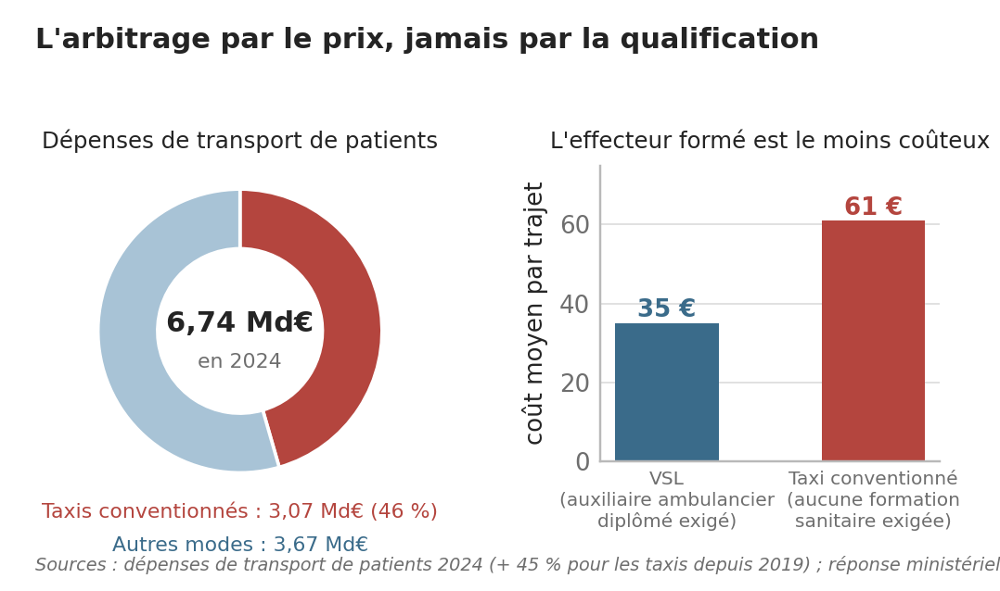 L'arbitrage par le prix, jamais par la qualification
Dépenses de transport de patients
6,74 Md€
en 2024
Taxis conventionnés : 3,07 Md€ (46 %)
Autres modes : 3,67 Md€
L'effecteur formé est le moins coûteux
coût moyen par trajet
60
40
20
0
35 €
61 €
VSL
(auxiliaire ambulancier
diplômé exigé)
Taxi conventionné
(aucune formation
sanitaire exigée)
Sources : dépenses de transport de patients 2024 (+ 45 % pour les taxis depuis 2019) ; réponse ministériel